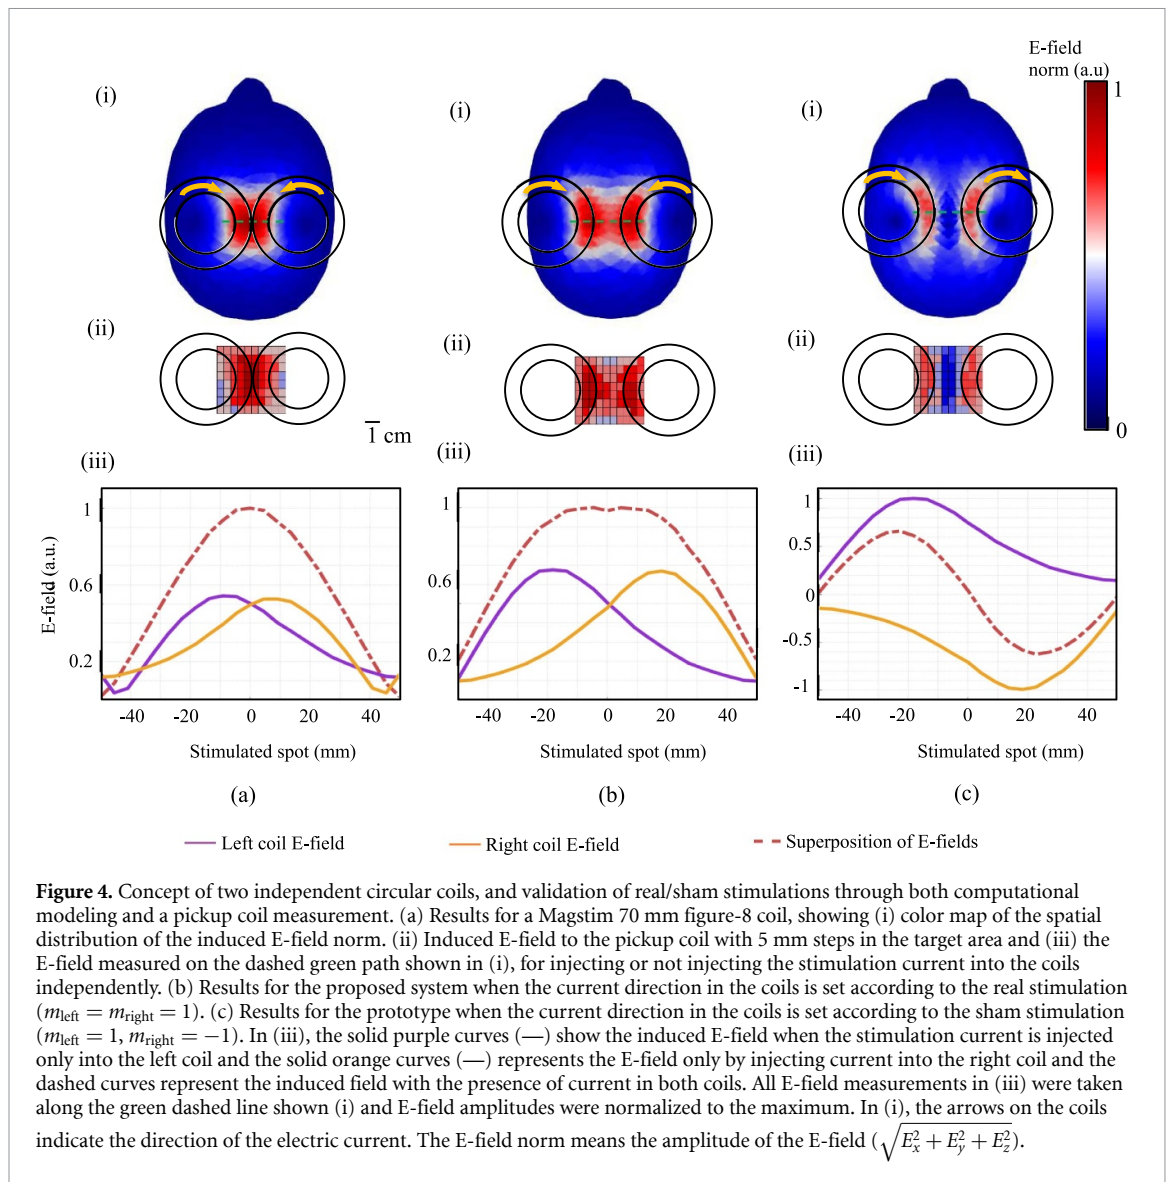 E-field
norm (a.u)
(i)
(i)
(i)
1
0
(ii)
(ii)
(ii)
1 cm
(iii)
(iii)
(iii)
E-field (a.u.)
1
0.6
0.2
-40 -20 0 20 40
Stimulated spot (mm)
(a)
1
0.6
0.2
-40 -20 0 20 40
Stimulated spot (mm)
(b)
1
0.5
0
-0.5
-1
-40 -20 0 20 40
Stimulated spot (mm)
(c)
Left coil E-field
Right coil E-field
Superposition of E-fields
Figure 4. Concept of two independent circular coils, and validation of real/sham stimulations through both computational
modeling and a pickup coil measurement. (a) Results for a Magstim 70 mm figure-8 coil, showing (i) color map of the spatial
distribution of the induced E-field norm. (ii) Induced E-field to the pickup coil with 5 mm steps in the target area and (iii) the
E-field measured on the dashed green path shown in (i), for injecting or not injecting the stimulation current into the coils
independently. (b) Results for the proposed system when the current direction in the coils is set according to the real stimulation
(m_left = m_right = 1). (c) Results for the prototype when the current direction in the coils is set according to the sham stimulation
(m_left = 1, m_right = −1). In (iii), the solid purple curves (—) show the induced E-field when the stimulation current is injected
only into the left coil and the solid orange curves (—) represents the E-field only by injecting current into the right coil and the
dashed curves represent the induced field with the presence of current in both coils. All E-field measurements in (iii) were taken
along the green dashed line shown (i) and E-field amplitudes were normalized to the maximum. In (i), the arrows on the coils
indicate the direction of the electric current. The E-field norm means the amplitude of the E-field (√(E_x^2 + E_y^2 + E_z^2)).